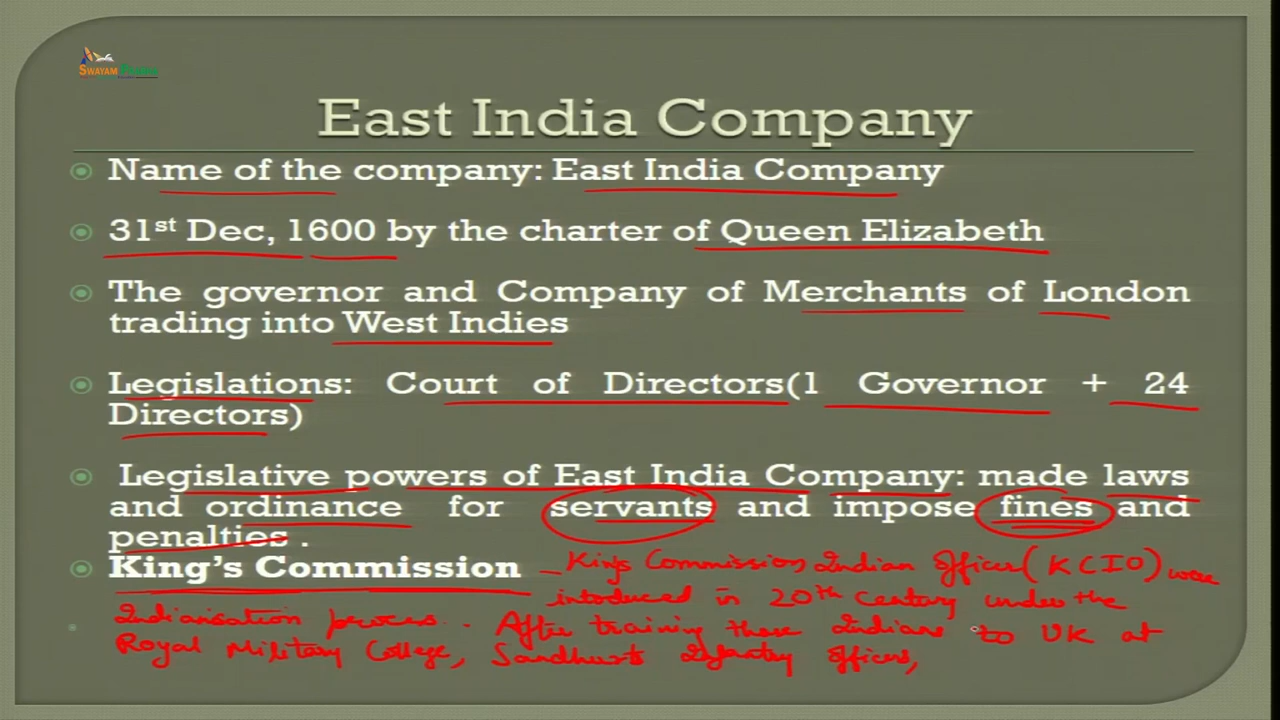 SWAYAM PRABHA
East India Company
Name of the company: East India Company
31st Dec, 1600 by the charter of Queen Elizabeth
The governor and Company of Merchants of London
trading into West Indies
Legislations: Court of Directors(1 Governor + 24
Directors)
Legislative powers of East India Company: made laws
and ordinance for servants and impose fines and
penalties .
King's Commission – King's Commission Indian Officer (KCIO) were
introduced in 20th Century under the
Indianisation process. After training these Indians to UK at
Royal Military College, Sandhurst Infantry Officers,